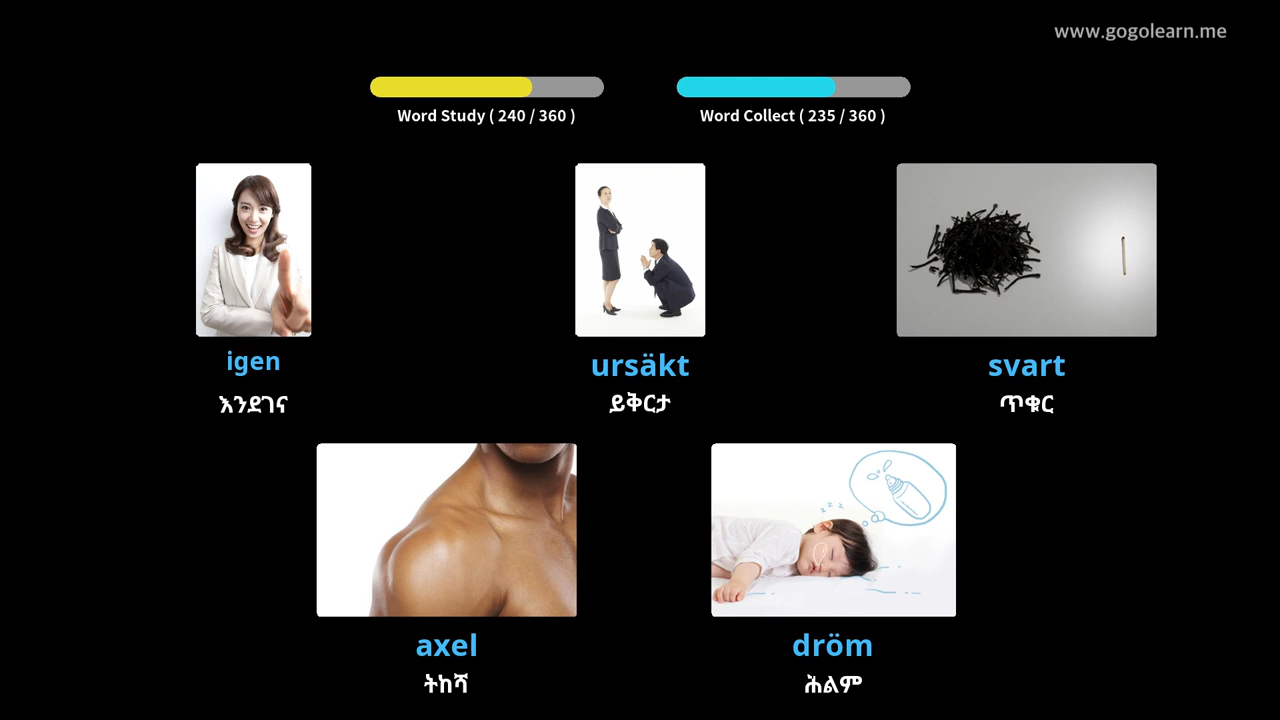 www.gogolearn.me
Word Study ( 240 / 360 )
Word Collect ( 235 / 360 )
igen
እንደገና
ursäkt
ይቅርታ
svart
ጥቁር
axel
ትከሻ
dröm
ሕልም